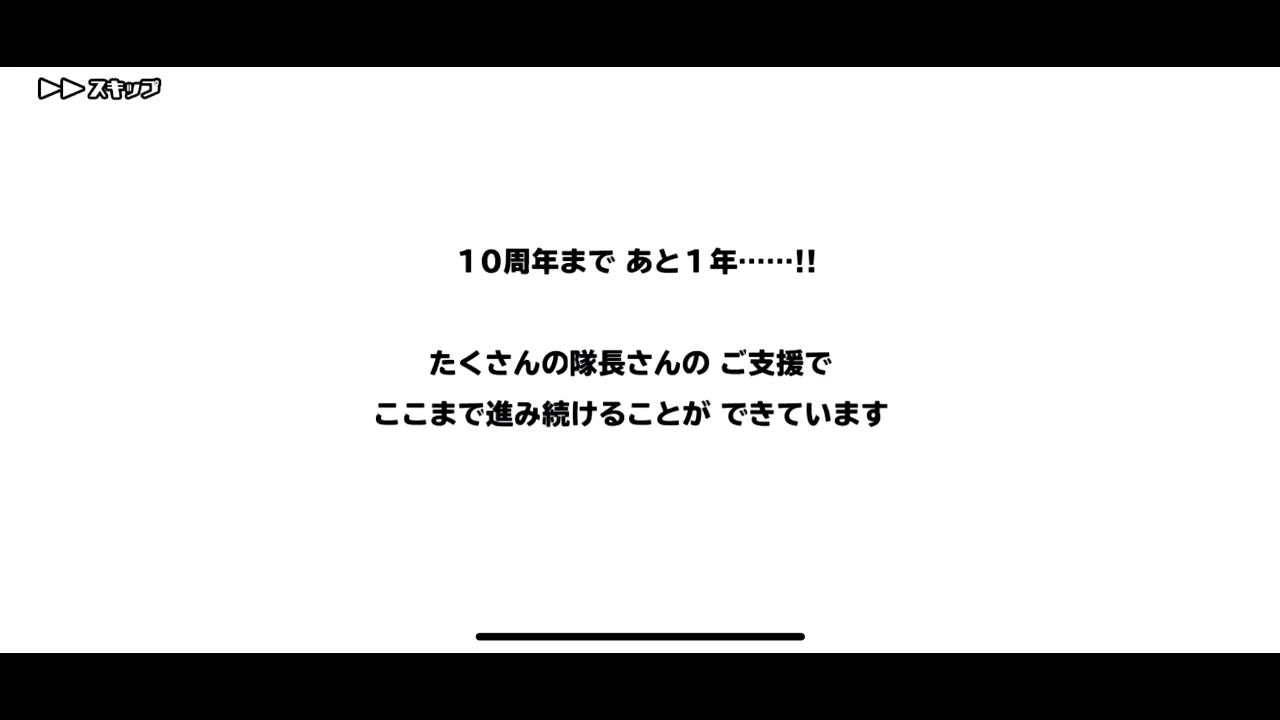 スキップ
１０周年まで あと１年……!!
たくさんの隊長さんの ご支援で
ここまで進み続けることが できています